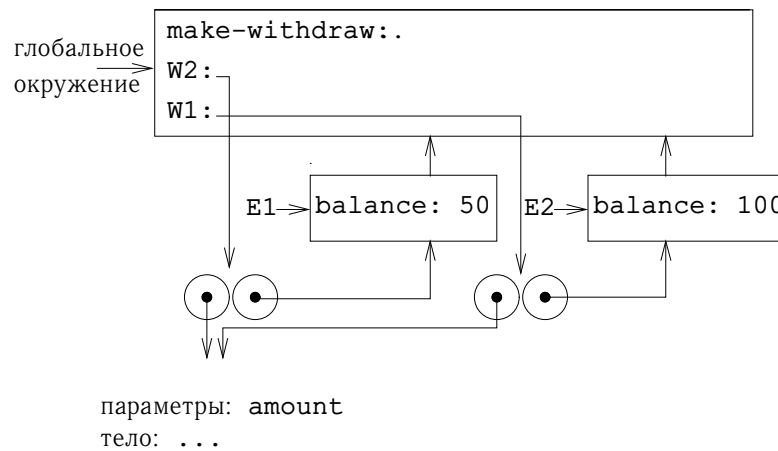 make-withdraw:.
глобальное
окружение
W2:
W1:
E1
balance: 50
E2
balance: 100
параметры: amount
тело: ...